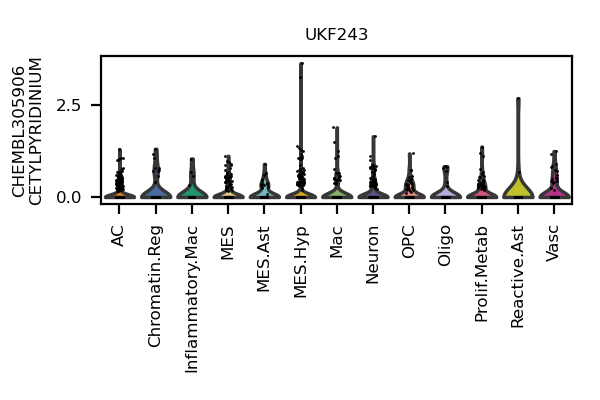 UKF243
CHEMBL305906
CETYLPYRIDINIUM
2.5
0.0
AC
Chromatin.Reg
Inflammatory.Mac
MES
MES.Ast
MES.Hyp
Mac
Neuron
OPC
Oligo
Prolif.Metab
Reactive.Ast
Vasc